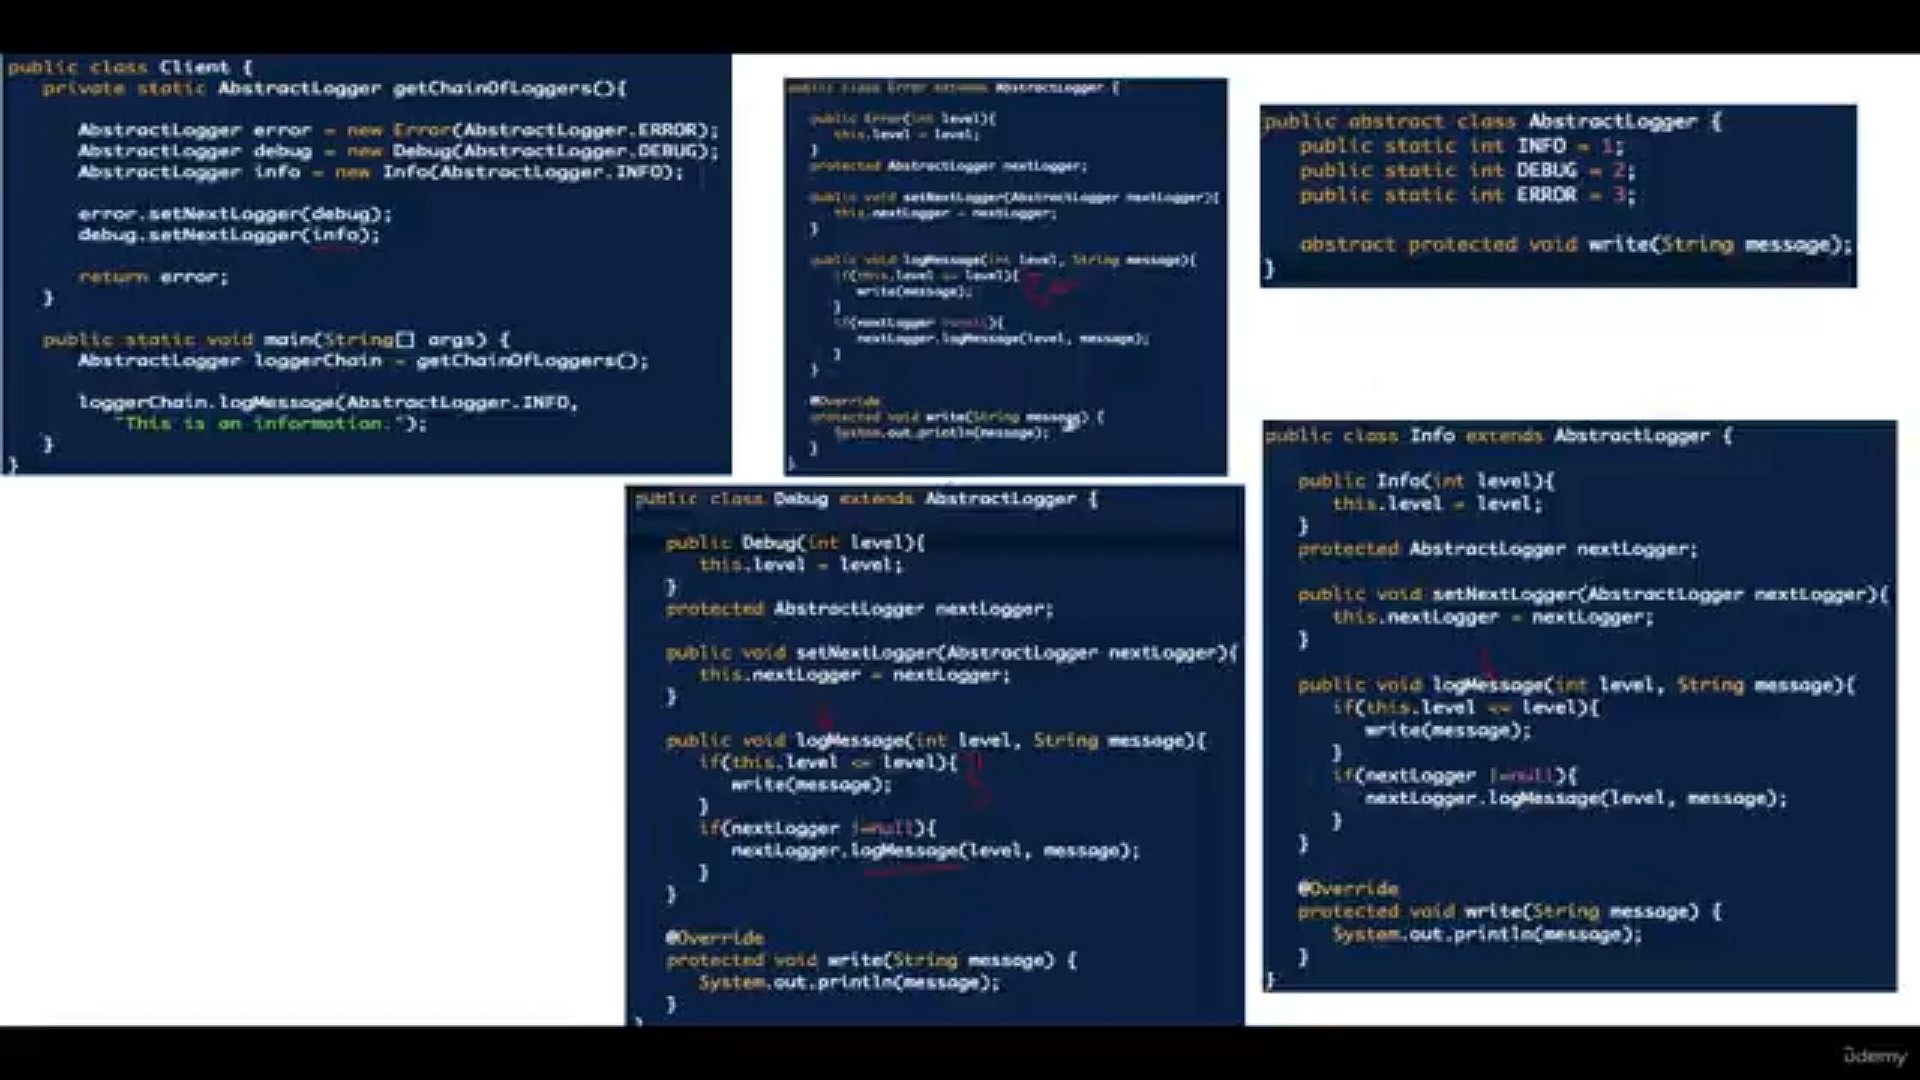 public class Client {
private static AbstractLogger getChainOfLoggers(){
AbstractLogger error = new Error(AbstractLogger.ERROR);
AbstractLogger debug = new Debug(AbstractLogger.DEBUG);
AbstractLogger info = new Info(AbstractLogger.INFO);
error.setNextLogger(debug);
debug.setNextLogger(info);
return error;
}
public static void main(String[] args) {
AbstractLogger loggerChain = getChainOfLoggers();
loggerChain.logMessage(AbstractLogger.INFO,
"This is an information.");
}
}
public class Error extends AbstractLogger {
public Error(int level){
this.level = level;
}
protected AbstractLogger nextLogger;
public void setNextLogger(AbstractLogger nextLogger){
this.nextLogger = nextLogger;
}
public void logMessage(int level, String message){
if(this.level <= level){
write(message);
}
if(nextLogger !=null){
nextLogger.logMessage(level, message);
}
}
@Override
protected void write(String message) {
System.out.println(message);
}
}
public abstract class AbstractLogger {
public static int INFO = 1;
public static int DEBUG = 2;
public static int ERROR = 3;
abstract protected void write(String message);
}
public class Debug extends AbstractLogger {
public Debug(int level){
this.level = level;
}
protected AbstractLogger nextLogger;
public void setNextLogger(AbstractLogger nextLogger){
this.nextLogger = nextLogger;
}
public void logMessage(int level, String message){
if(this.level <= level){
write(message);
}
if(nextLogger !=null){
nextLogger.logMessage(level, message);
}
}
@Override
protected void write(String message) {
System.out.println(message);
}
}
public class Info extends AbstractLogger {
public Info(int level){
this.level = level;
}
protected AbstractLogger nextLogger;
public void setNextLogger(AbstractLogger nextLogger){
this.nextLogger = nextLogger;
}
public void logMessage(int level, String message){
if(this.level <= level){
write(message);
}
if(nextLogger !=null){
nextLogger.logMessage(level, message);
}
}
@Override
protected void write(String message) {
System.out.println(message);
}
}
Udemy